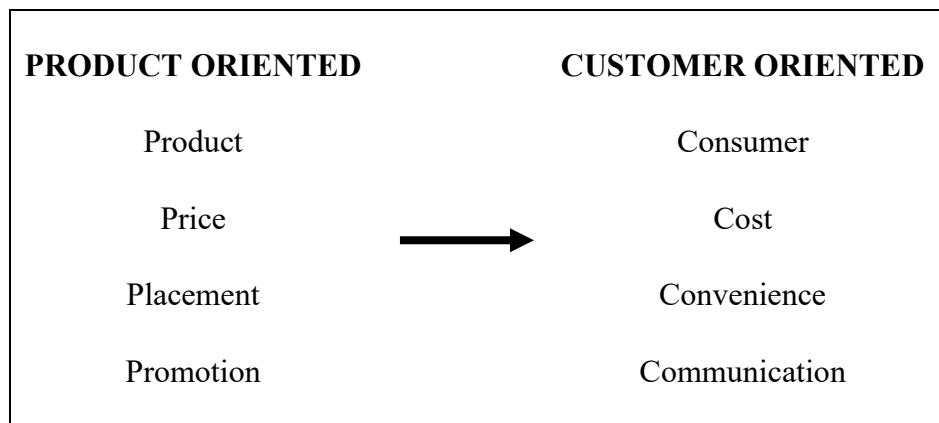 PRODUCT ORIENTED CUSTOMER ORIENTED
Product Consumer
Price Cost
Placement Convenience
Promotion Communication